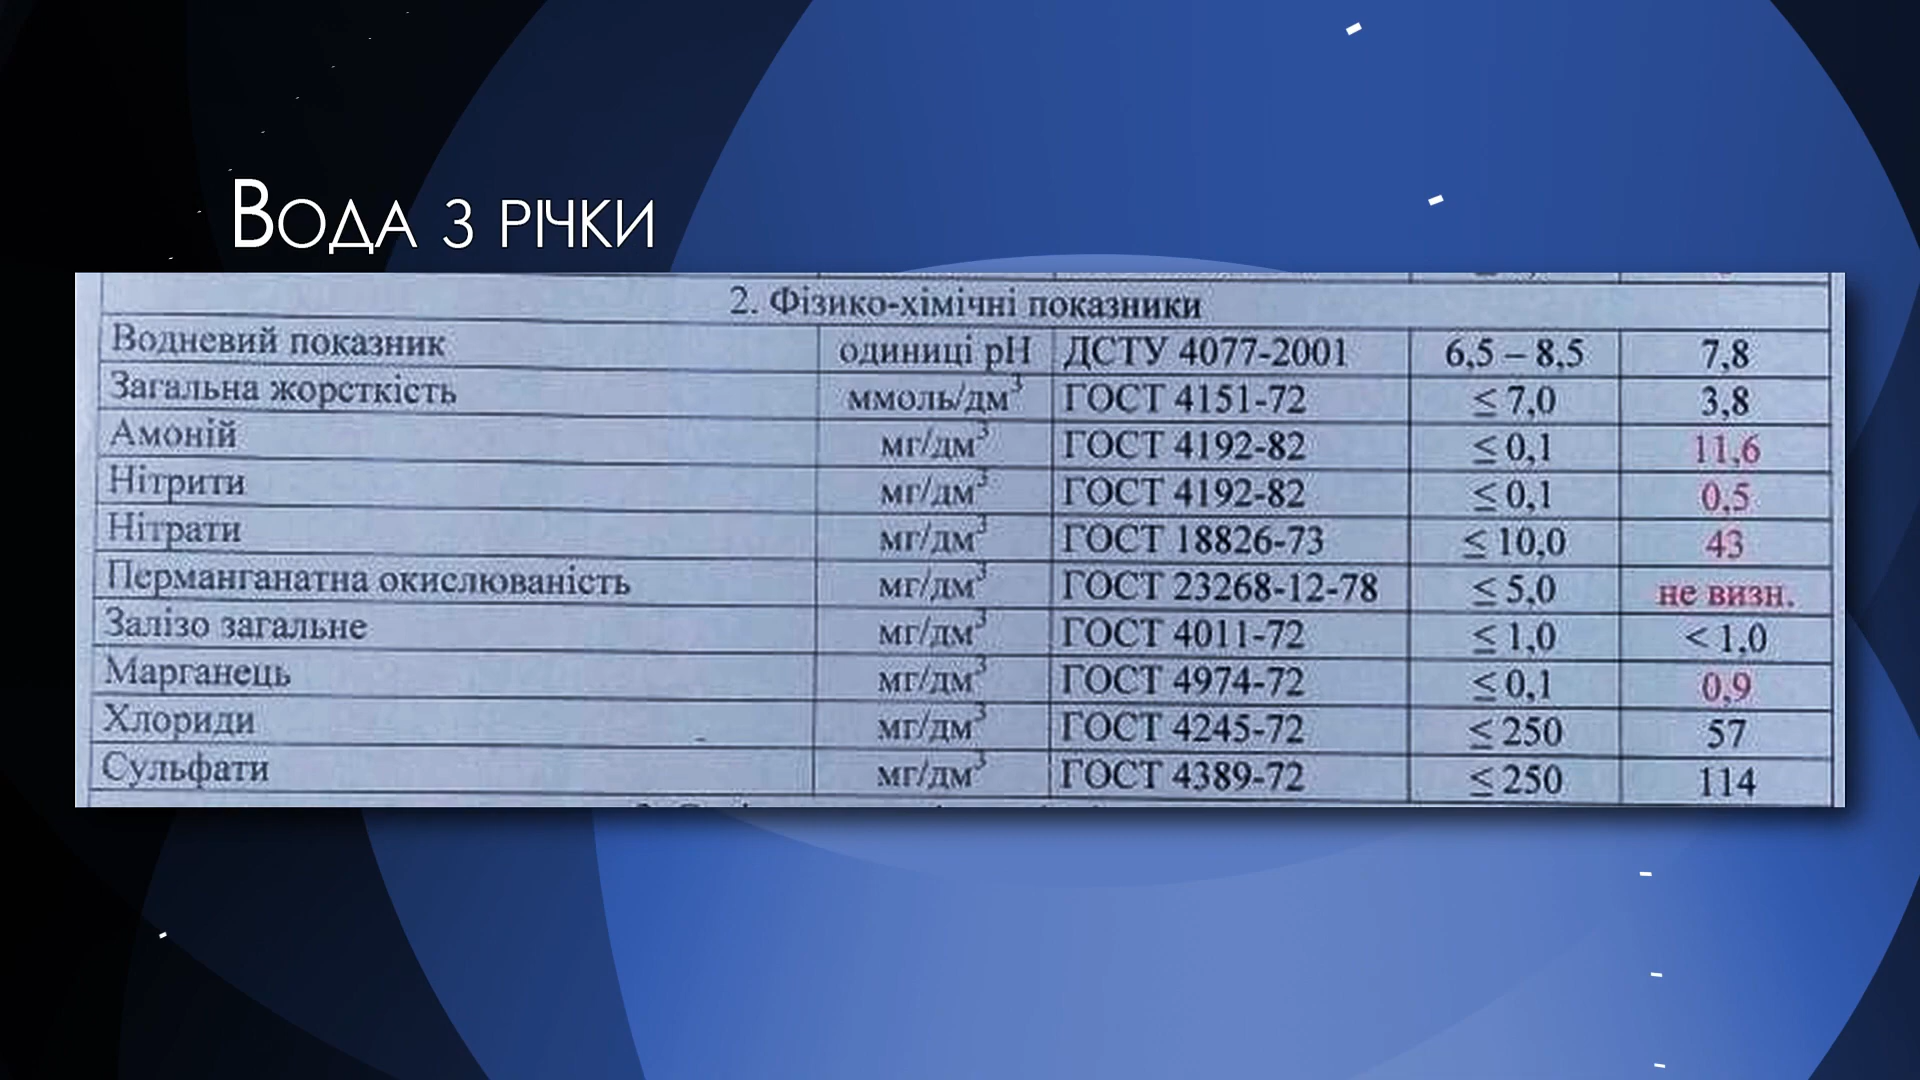 Вода з річки
2. Фізико-хімічні показники
Водневий показник одиниці рН ДСТУ 4077-2001 6,5 – 8,5 7,8
Загальна жорсткість ммоль/дм³ ГОСТ 4151-72 ≤ 7,0 3,8
Амоній мг/дм³ ГОСТ 4192-82 ≤ 0,1 11,6
Нітрити мг/дм³ ГОСТ 4192-82 ≤ 0,1 0,5
Нітрати мг/дм³ ГОСТ 18826-73 ≤ 10,0 43
Перманганатна окислюваність мг/дм³ ГОСТ 23268-12-78 ≤ 5,0 не визн.
Залізо загальне мг/дм³ ГОСТ 4011-72 ≤ 1,0 < 1,0
Марганець мг/дм³ ГОСТ 4974-72 ≤ 0,1 0,9
Хлориди мг/дм³ ГОСТ 4245-72 ≤ 250 57
Сульфати мг/дм³ ГОСТ 4389-72 ≤ 250 114